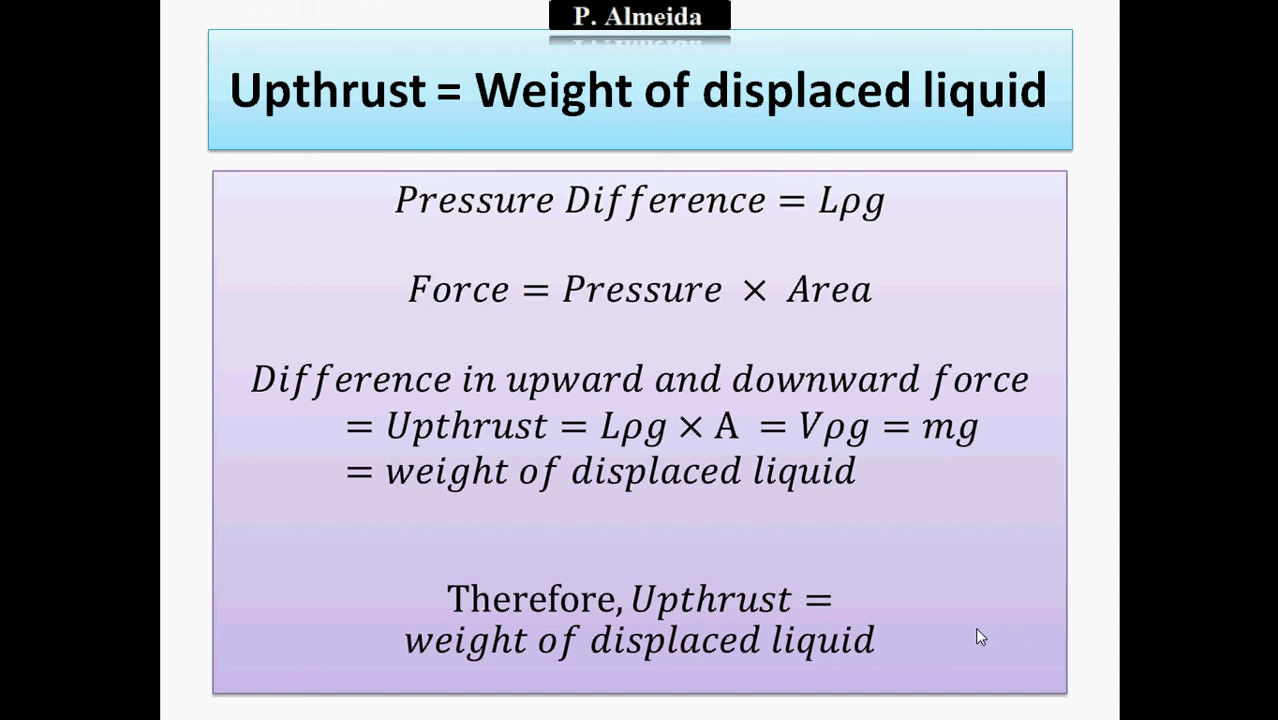 P. Almeida
Upthrust = Weight of displaced liquid
Pressure Difference = Lρg
Force = Pressure × Area
Difference in upward and downward force
= Upthrust = Lρg × A = Vρg = mg
= weight of displaced liquid
Therefore, Upthrust =
weight of displaced liquid